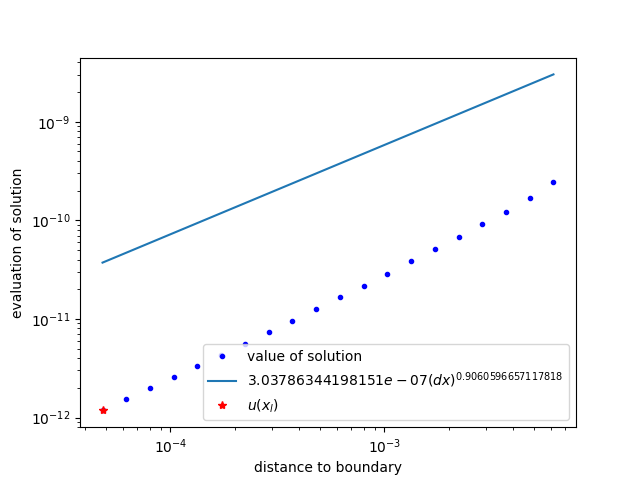 10⁻⁹
10⁻¹⁰
10⁻¹¹
10⁻¹²
evaluation of solution
value of solution
3.03786344198151e − 07(dx)^0.9060596657117818
u(x_l)
10⁻⁴
10⁻³
distance to boundary